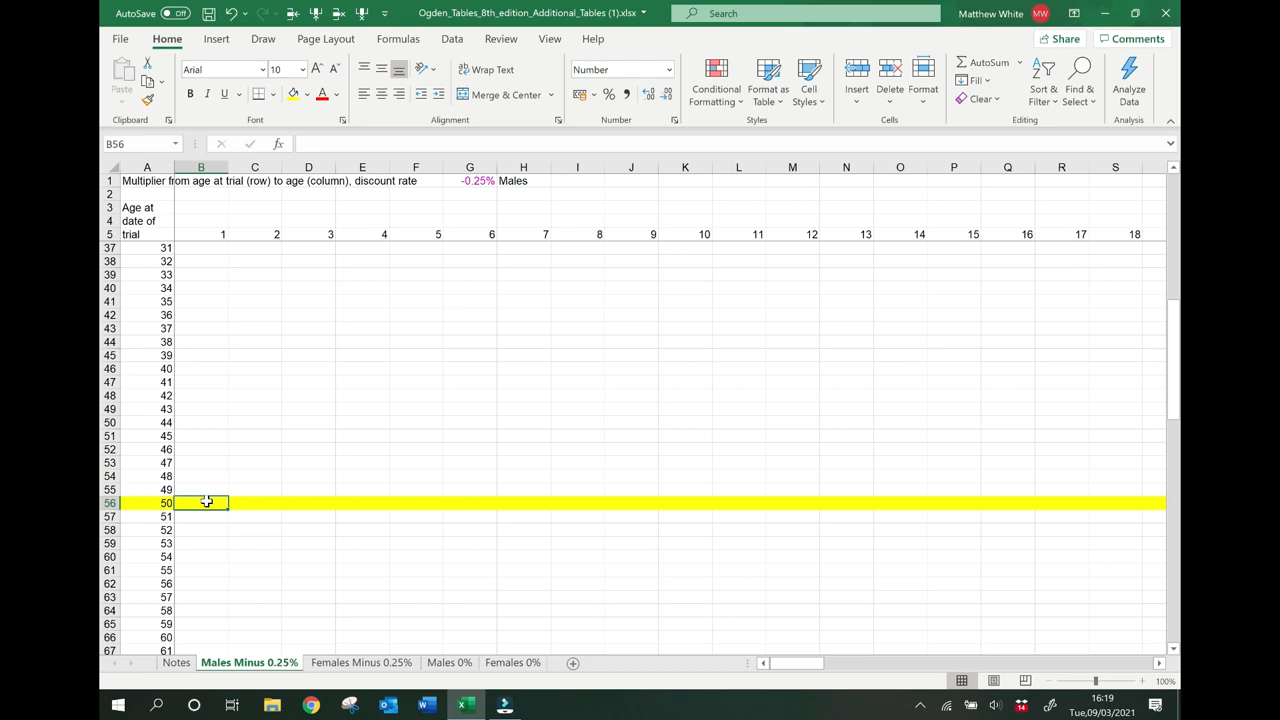 AutoSave Off Ogden_Tables_8th_edition_Additional_Tables (1).xlsx Search Matthew White MW
File Home Insert Draw Page Layout Formulas Data Review View Help Share Comments
Arial 10 Wrap Text Number AutoSum
Paste Conditional Format as Cell Insert Delete Format Fill Sort & Find & Analyze
B I U Merge & Center % Formatting Table Styles Clear Filter Select Data
Clipboard Font Alignment Number Styles Cells Editing Analysis
B56 fx
A B C D E F G H I J K L M N O P Q R S
1 Multiplier from age at trial (row) to age (column), discount rate -0.25% Males
2
3 Age at
4 date of
5 trial 1 2 3 4 5 6 7 8 9 10 11 12 13 14 15 16 17 18
37 31
38 32
39 33
40 34
41 35
42 36
43 37
44 38
45 39
46 40
47 41
48 42
49 43
50 44
51 45
52 46
53 47
54 48
55 49
56 50
57 51
58 52
59 53
60 54
61 55
62 56
63 57
64 58
65 59
66 60
67 61
Notes Males Minus 0.25% Females Minus 0.25% Males 0% Females 0%
100%
16:19
Tue,09/03/2021
14